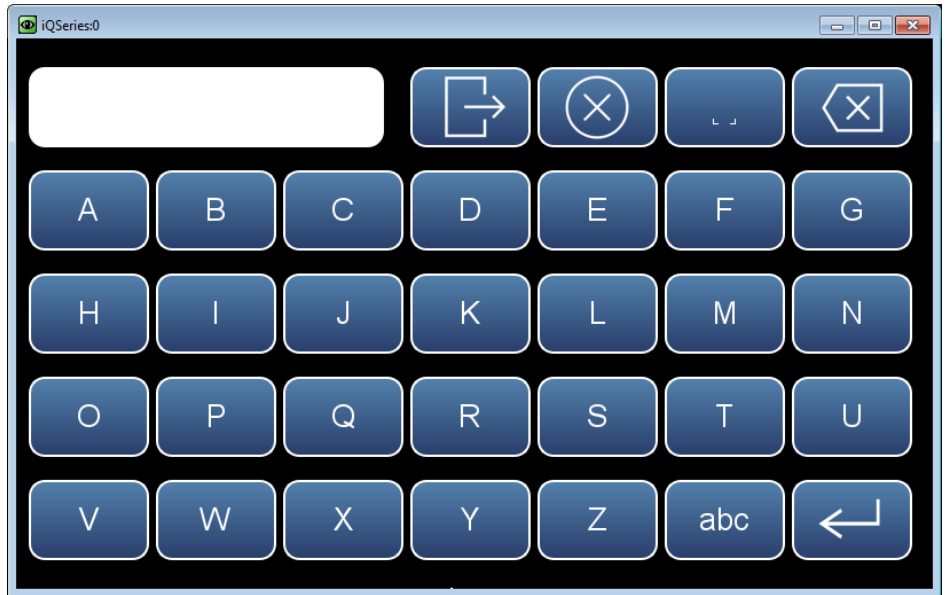 iQSeries:0
A B C D E F G
H I J K L M N
O P Q R S T U
V W X Y Z abc